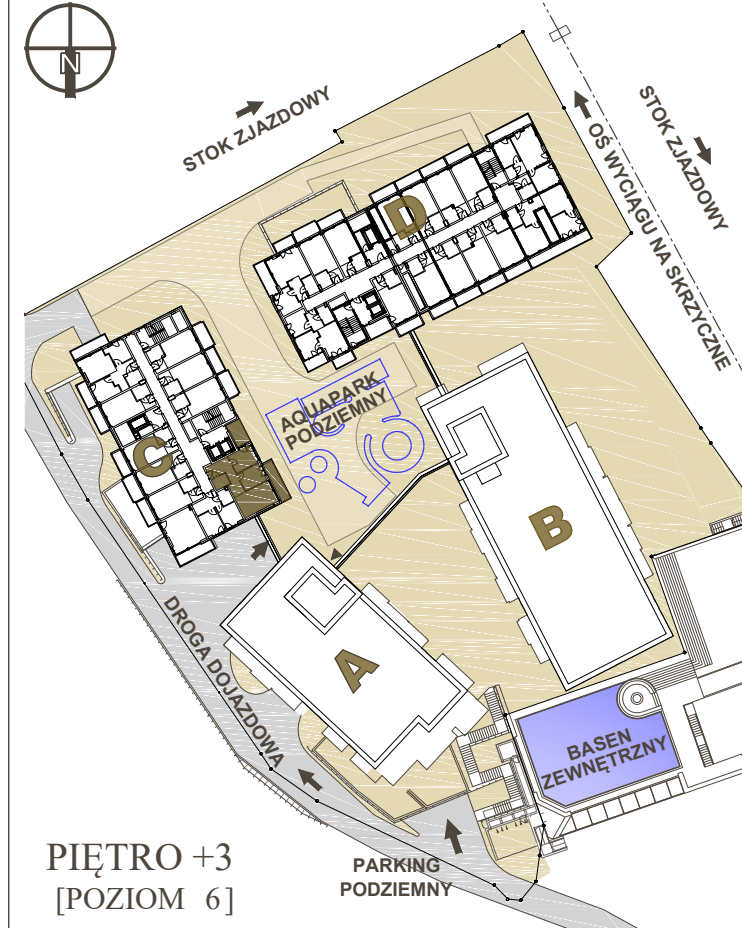 N
STOK ZJAZDOWY
STOK ZJAZDOWY
OŚ WYCIĄGU NA SKRZYCZNE
D
AQUAPARK
PODZIEMNY
C
B
A
DROGA DOJAZDOWA
BASEN
ZEWNĘTRZNY
PIĘTRO +3
[POZIOM 6]
PARKING
PODZIEMNY